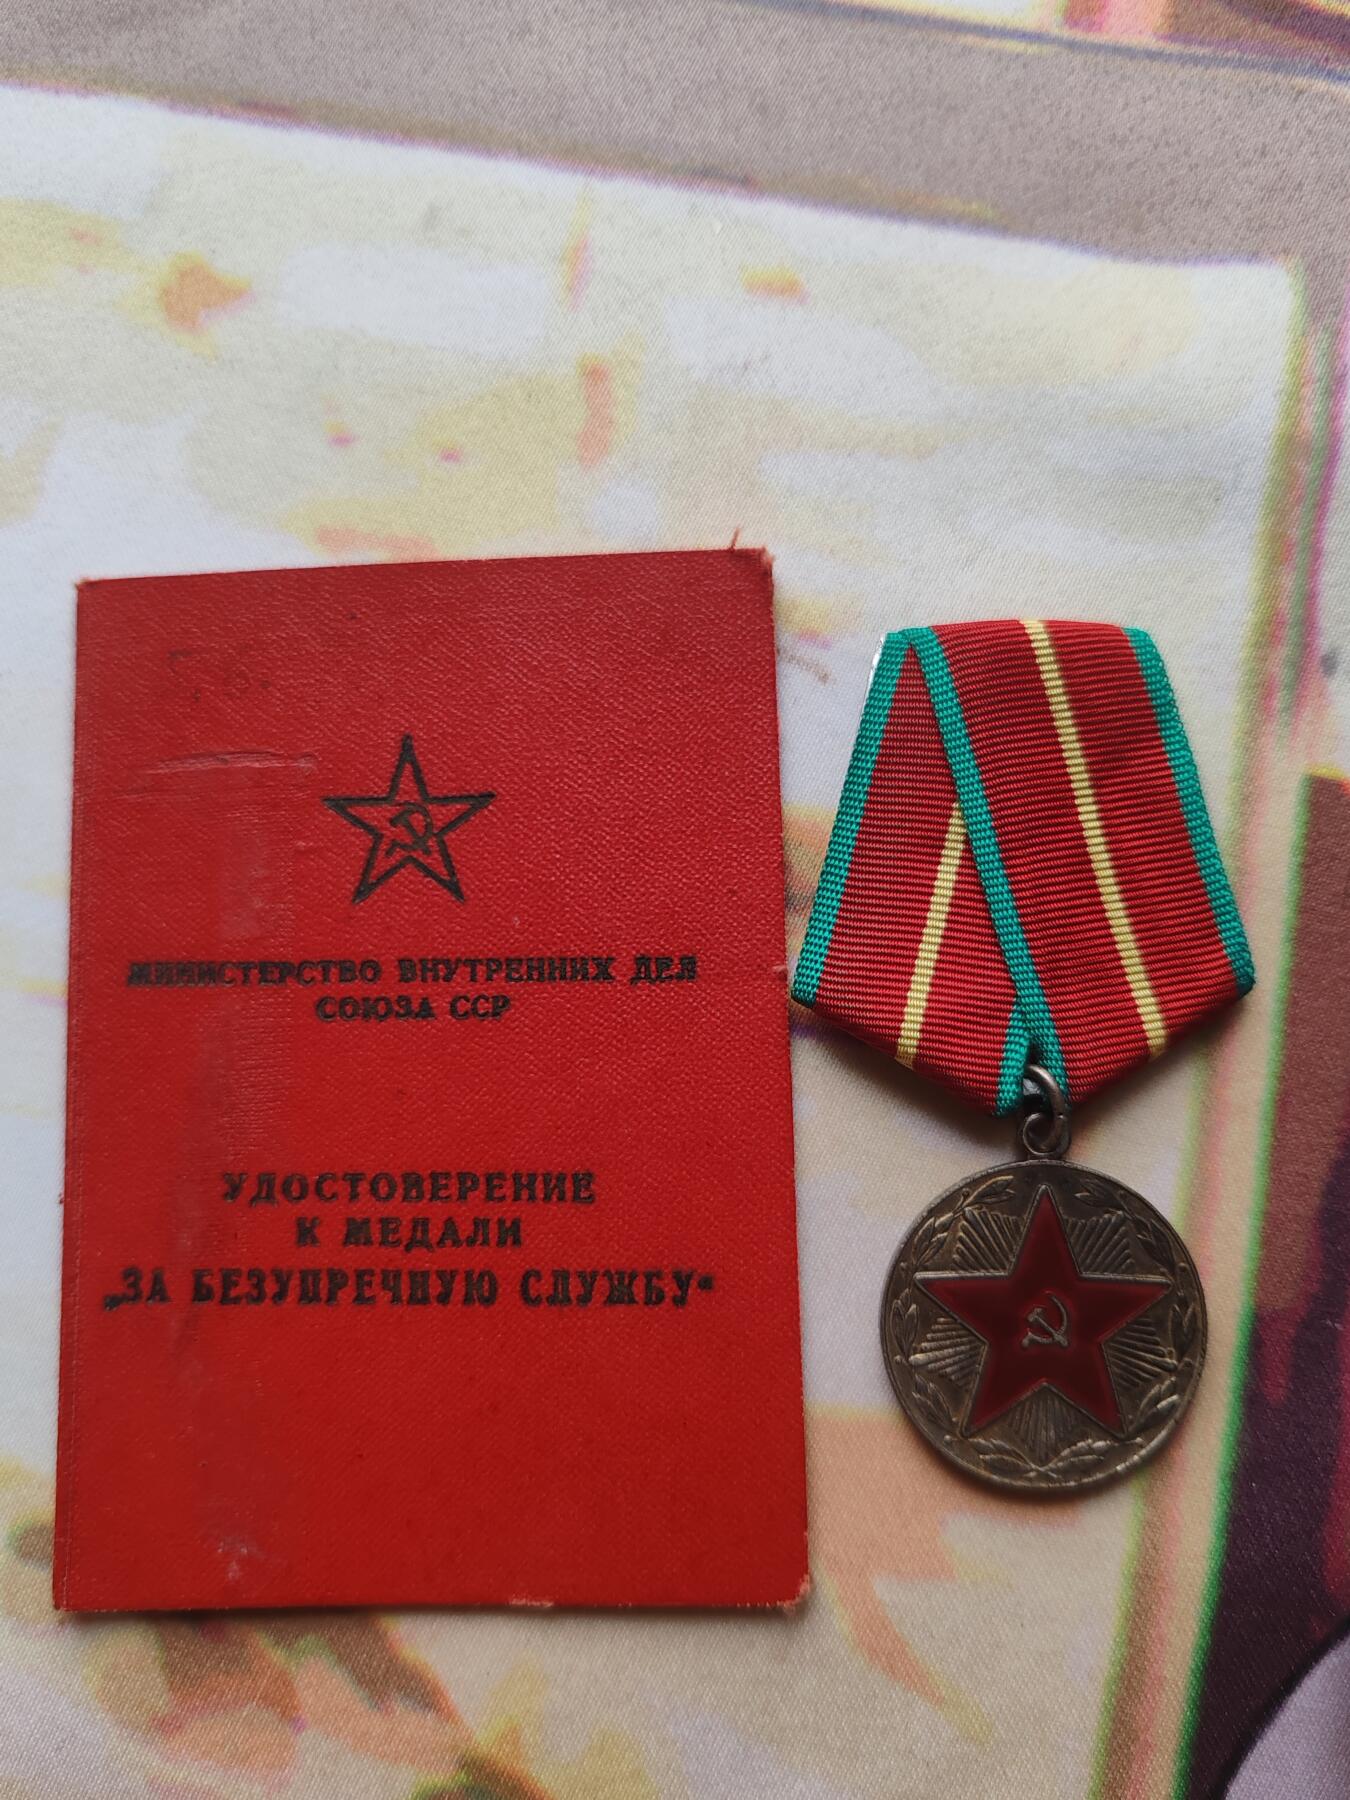 МИНИСТЕРСТВО ВНУТРЕННИХ ДЕЛ
СОЮЗА ССР
УДОСТОВЕРЕНИЕ
К МЕДАЛИ
„ЗА БЕЗУПРЕЧНУЮ СЛУЖБУ“